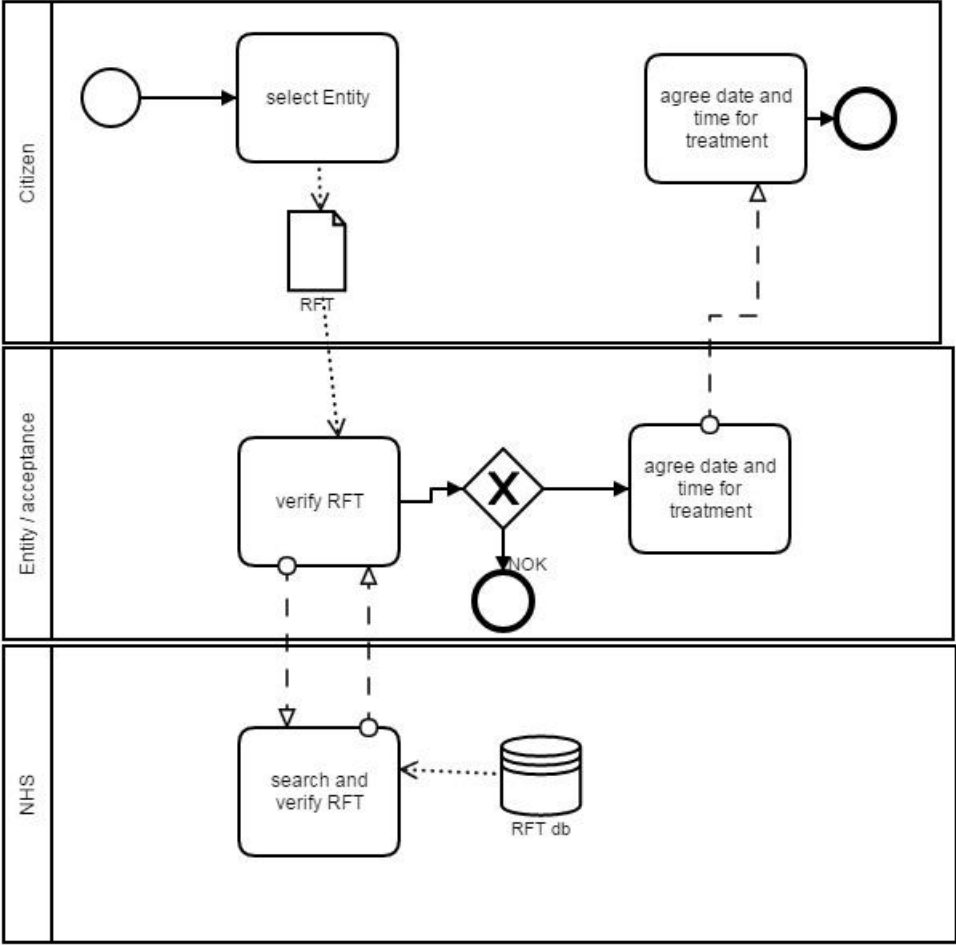 Citizen
select Entity
agree date and
time for
treatment
RFT
Entity / acceptance
verify RFT
X
agree date and
time for
treatment
NOK
NHS
search and
verify RFT
RFT db